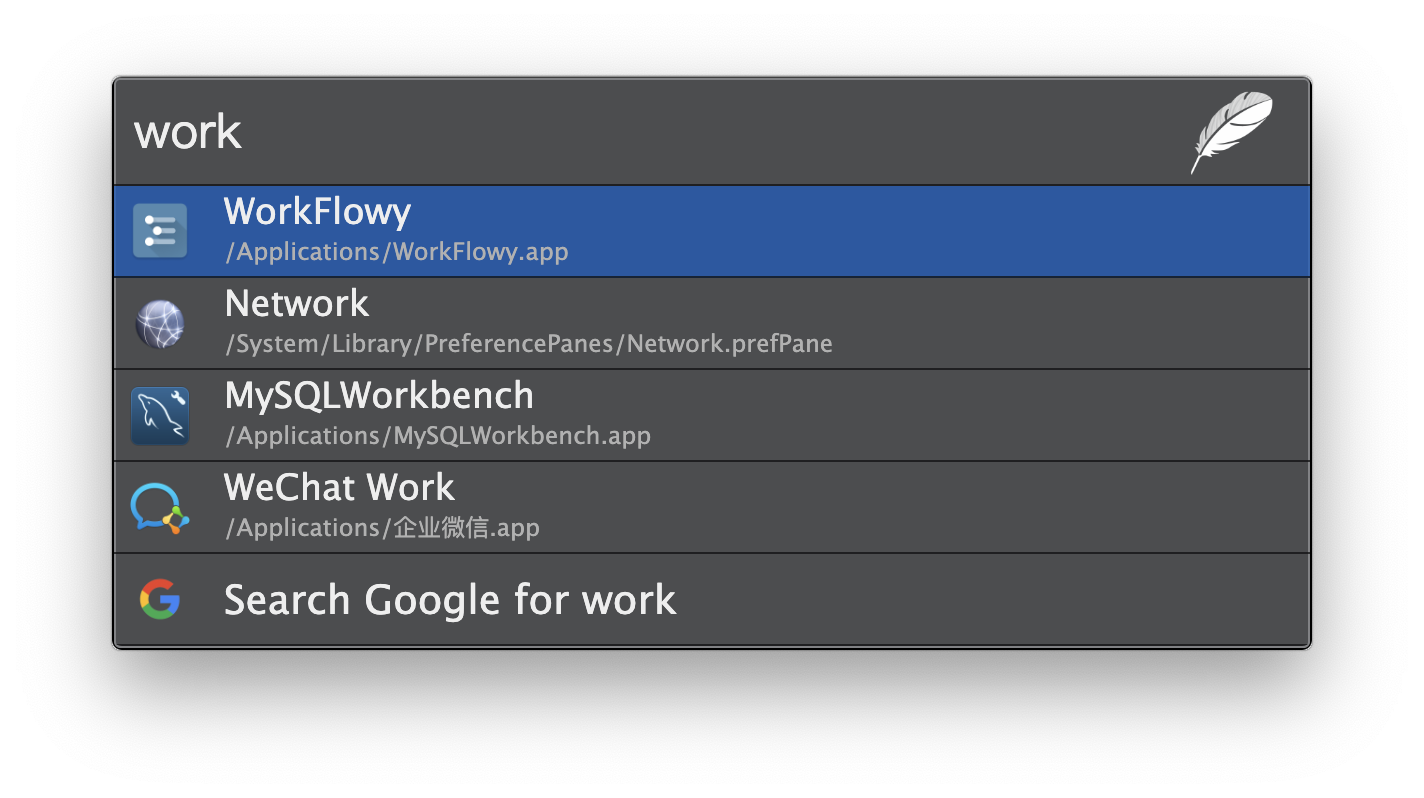 work
WorkFlowy
/Applications/WorkFlowy.app
Network
/System/Library/PreferencePanes/Network.prefPane
MySQLWorkbench
/Applications/MySQLWorkbench.app
WeChat Work
/Applications/企业微信.app
Search Google for work